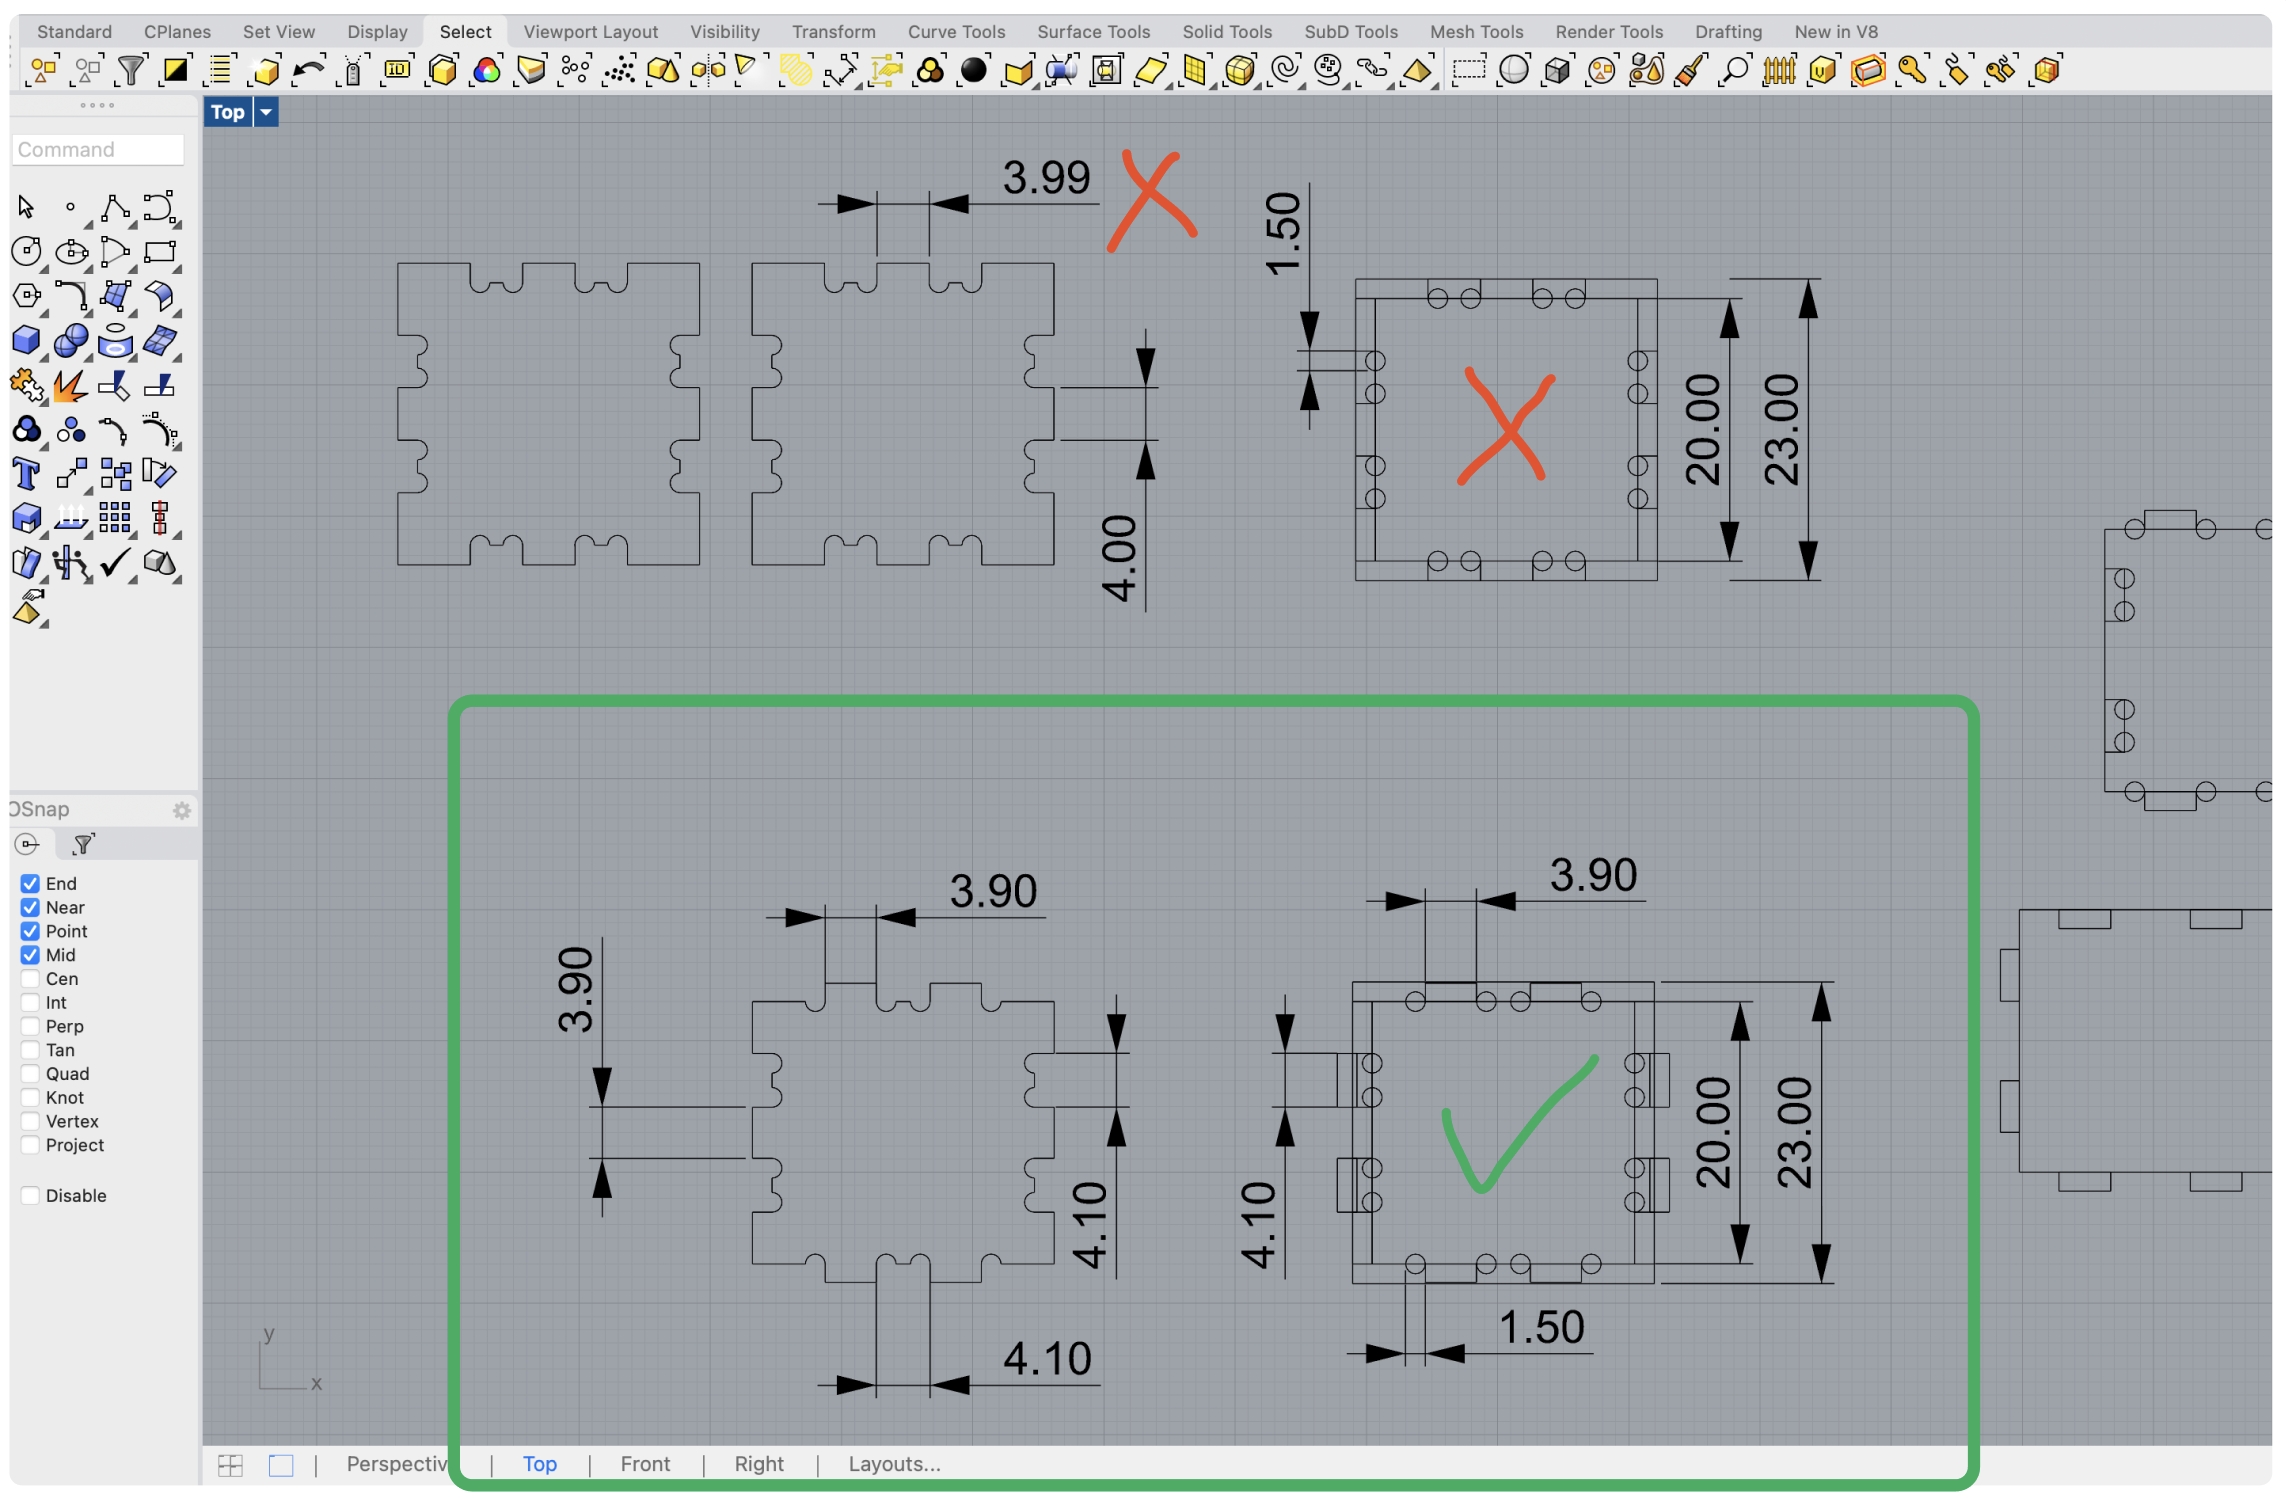 Standard CPlanes Set View Display Select Viewport Layout Visibility Transform Curve Tools Surface Tools Solid Tools SubD Tools Mesh Tools Render Tools Drafting New in V8
ID
Top
Command
3.99
1.50
4.00
20.00
23.00
OSnap
End
Near
Point
Mid
Cen
Int
Perp
Tan
Quad
Knot
Vertex
Project
Disable
3.90
3.90
3.90
4.10
4.10
20.00
23.00
1.50
4.10
y
x
Perspectiv
Top
Front
Right
Layouts...